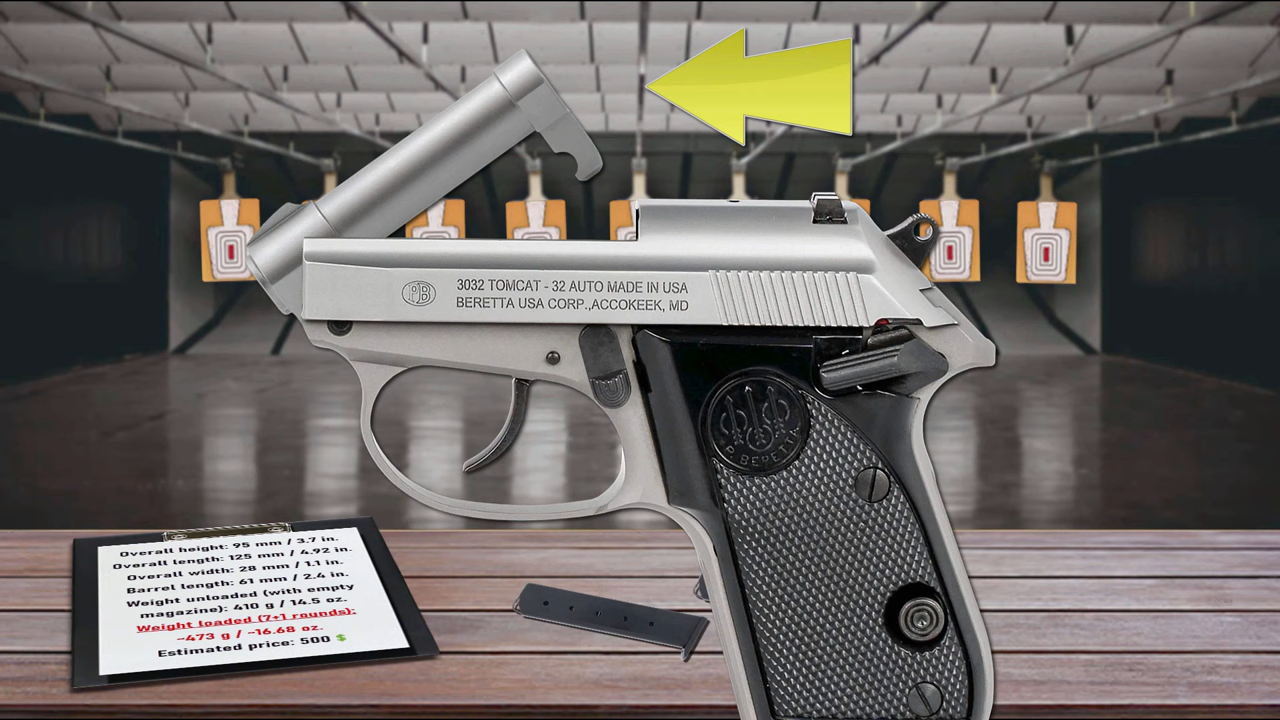 3032 TOMCAT - 32 AUTO MADE IN USA
BERETTA USA CORP.,ACCOKEEK, MD
PB
P. BERETTA
Overall height: 95 mm / 3.7 in.
Overall length: 125 mm / 4.92 in.
Overall width: 28 mm / 1.1 in.
Barrel length: 61 mm / 2.4 in.
Weight unloaded (with empty
magazine): 410 g / 14.5 oz.
Weight loaded (7+1 rounds):
~473 g / ~16.68 oz.
Estimated price: 500 $